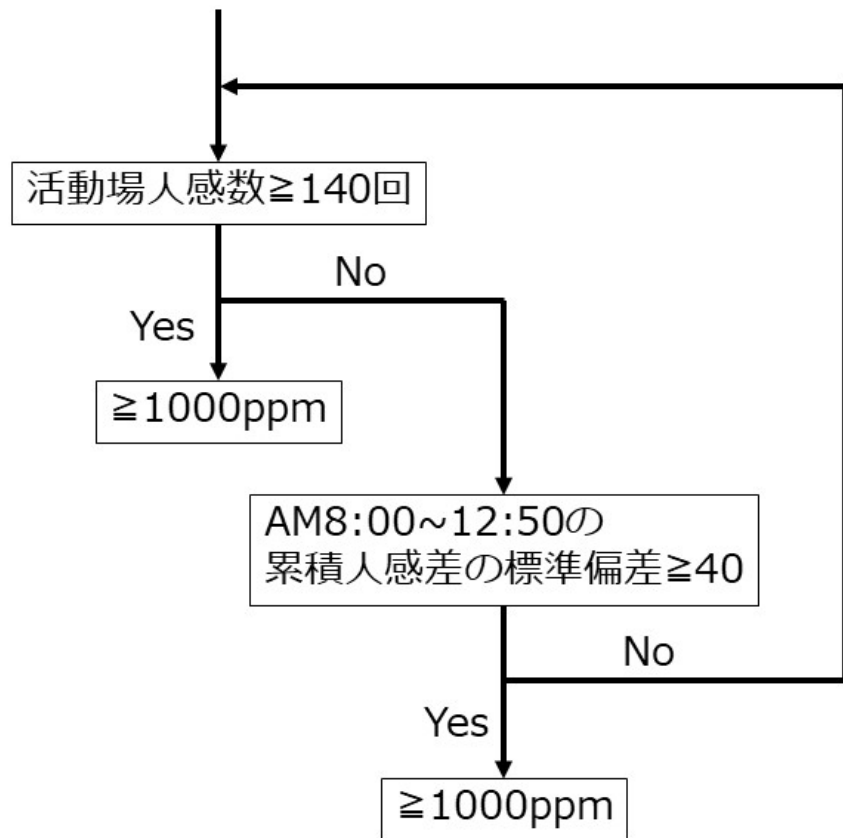 活動場人感数≧140回
No
Yes
≧1000ppm
AM8:00~12:50の
累積人感差の標準偏差≧40
No
Yes
≧1000ppm